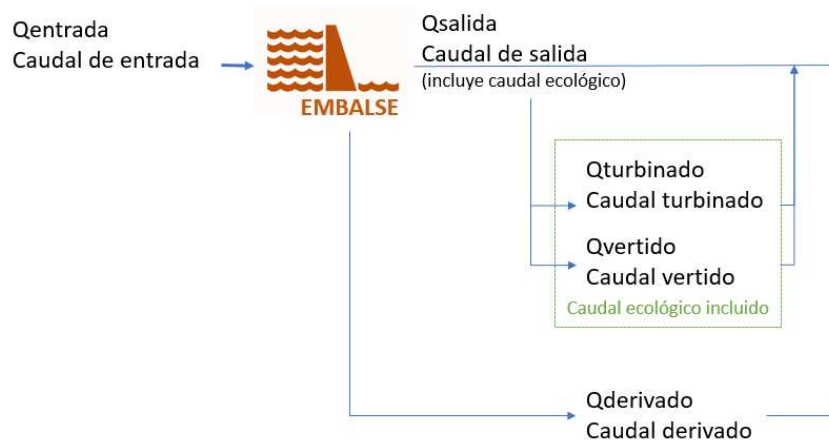 Qentrada
Caudal de entrada
EMBALSE
Qsalida
Caudal de salida
(incluye caudal ecológico)
Qturbinado
Caudal turbinado
Qvertido
Caudal vertido
Caudal ecológico incluido
Qderivado
Caudal derivado